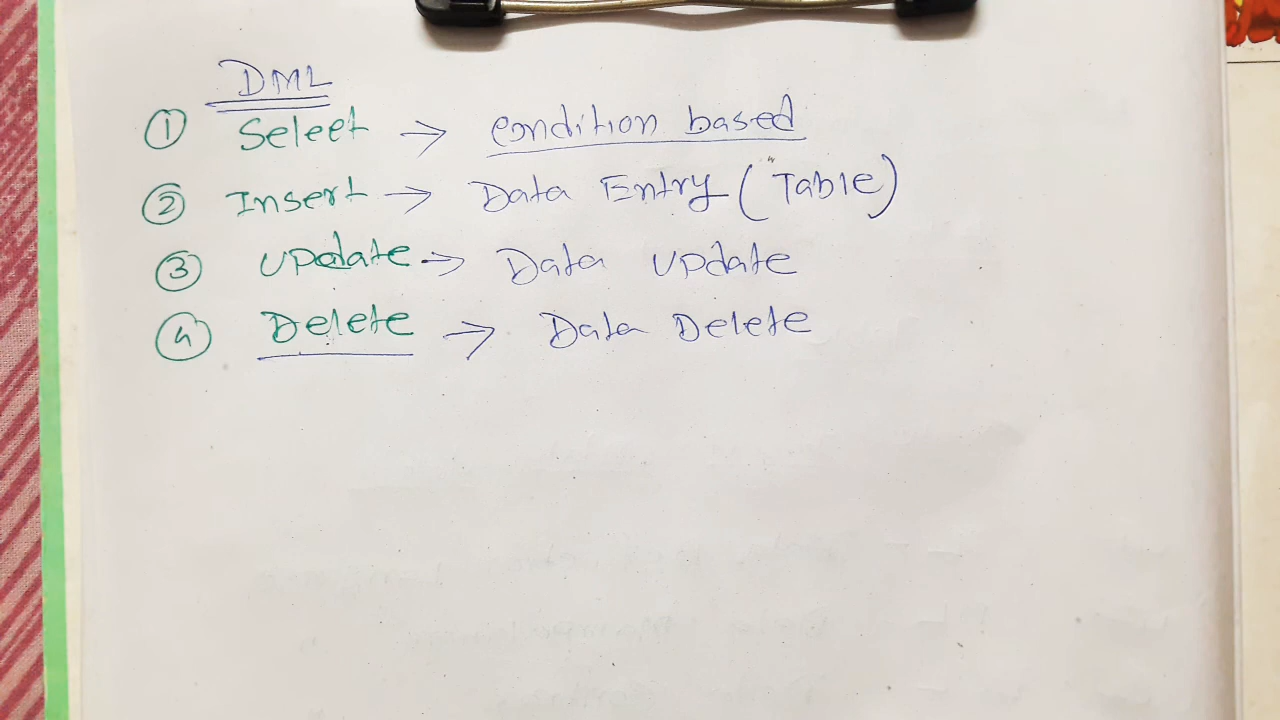 DML
① Select → condition based
② Insert → Data Entry (Table)
③ Update → Data Update
④ Delete → Data Delete